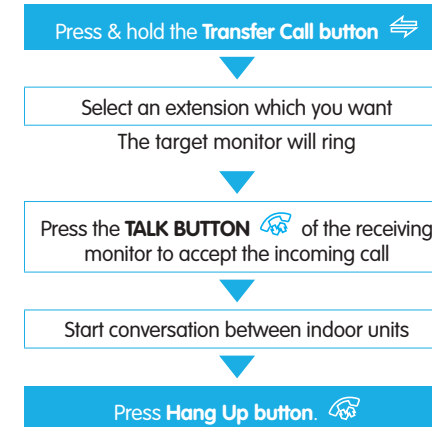 Press & hold the Transfer Call button
Select an extension which you want
The target monitor will ring
Press the TALK BUTTON of the receiving
monitor to accept the incoming call
Start conversation between indoor units
Press Hang Up button.